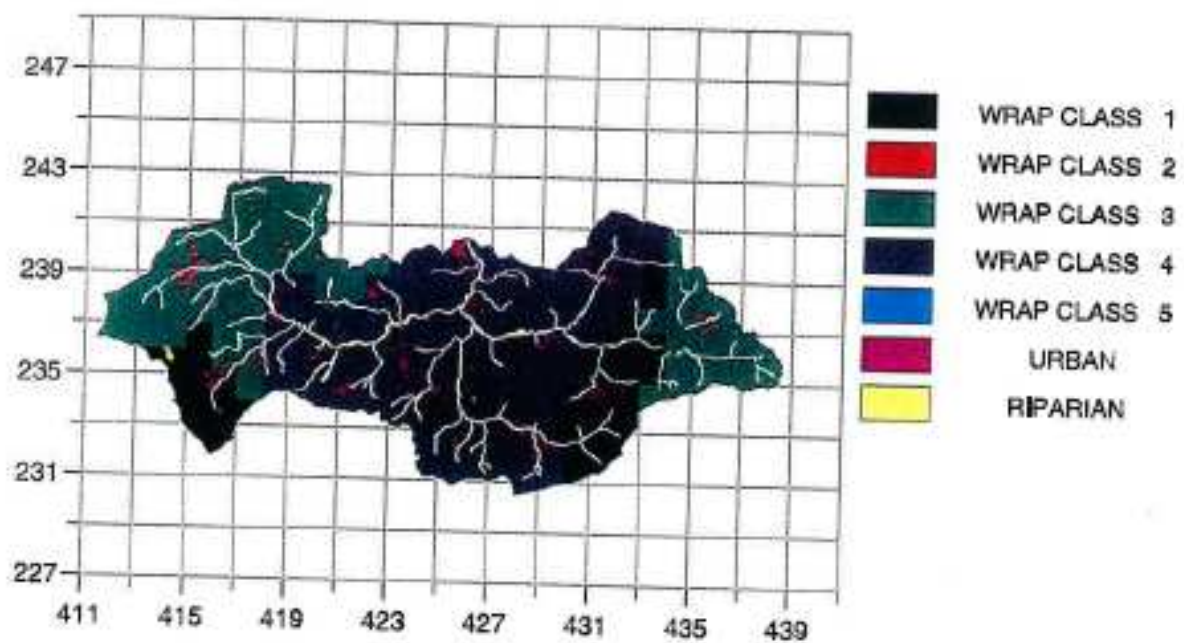 247
243
239
235
231
227
411 415 419 423 427 431 435 439
WRAP CLASS 1
WRAP CLASS 2
WRAP CLASS 3
WRAP CLASS 4
WRAP CLASS 5
URBAN
RIPARIAN